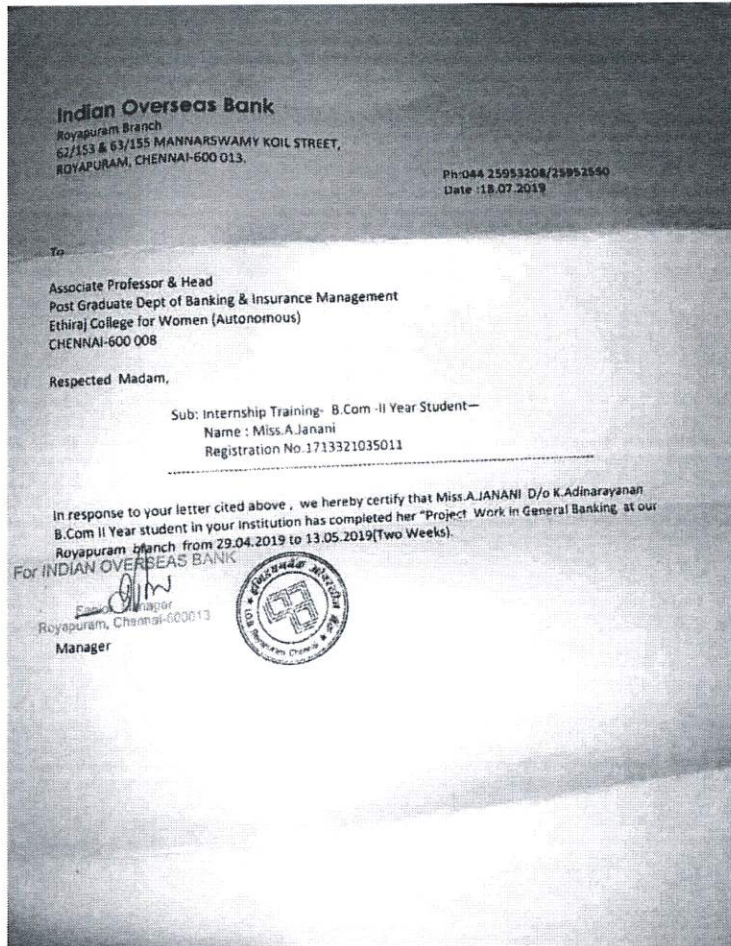 Indian Overseas Bank
Royapuram Branch
62/153 & 63/155 MANNARSWAMY KOIL STREET,
ROYAPURAM, CHENNAI-600 013.
Ph:044 25953208/25952550
Date :18.07.2019
To
Associate Professor & Head
Post Graduate Dept of Banking & Insurance Management
Ethiraj College for Women (Autonomous)
CHENNAI-600 008
Respected Madam,
Sub: Internship Training- B.Com -II Year Student—
Name : Miss.A.Janani
Registration No.1713321035011
In response to your letter cited above , we hereby certify that Miss.A.JANANI D/o K.Adinarayanan
B.Com II Year student in your Institution has completed her "Project Work in General Banking at our
Royapuram branch from 29.04.2019 to 13.05.2019(Two Weeks).
For INDIAN OVERSEAS BANK
Manager
Royapuram, Chennai-600013
Manager